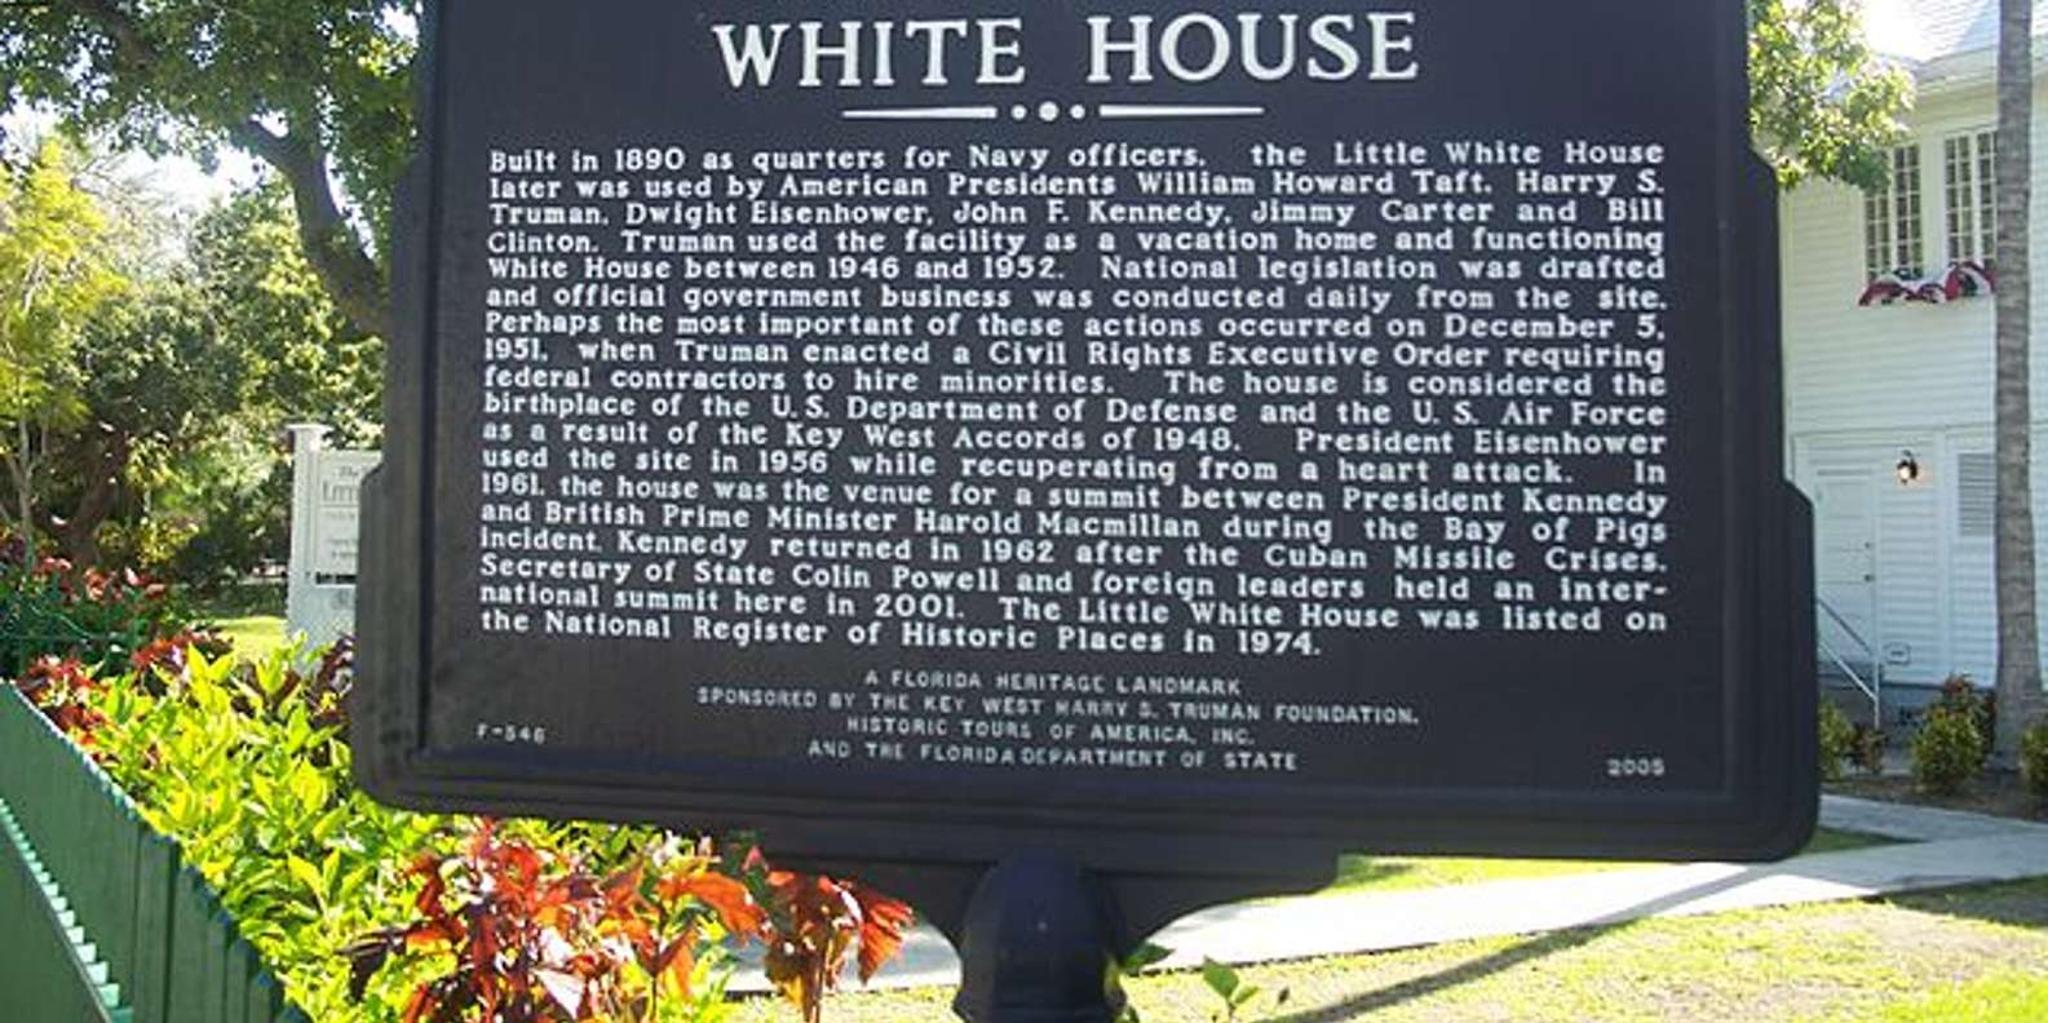 WHITE HOUSE
Built in 1890 as quarters for Navy officers, the Little White House
later was used by American Presidents William Howard Taft, Harry S.
Truman, Dwight Eisenhower, John F. Kennedy, Jimmy Carter and Bill
Clinton. Truman used the facility as a vacation home and functioning
White House between 1946 and 1952. National legislation was drafted
and official government business was conducted daily from the site.
Perhaps the most important of these actions occurred on December 5,
1951, when Truman enacted a Civil Rights Executive Order requiring
federal contractors to hire minorities. The house is considered the
birthplace of the U.S. Department of Defense and the U.S. Air Force
as a result of the Key West Accords of 1948. President Eisenhower
used the site in 1956 while recuperating from a heart attack. In
1961, the house was the venue for a summit between President Kennedy
and British Prime Minister Harold Macmillan during the Bay of Pigs
incident. Kennedy returned in 1962 after the Cuban Missile Crises.
Secretary of State Colin Powell and foreign leaders held an inter-
national summit here in 2001. The Little White House was listed on
the National Register of Historic Places in 1974.
A FLORIDA HERITAGE LANDMARK
SPONSORED BY THE KEY WEST HARRY S. TRUMAN FOUNDATION,
HISTORIC TOURS OF AMERICA, INC.
AND THE FLORIDA DEPARTMENT OF STATE
F-546
2005